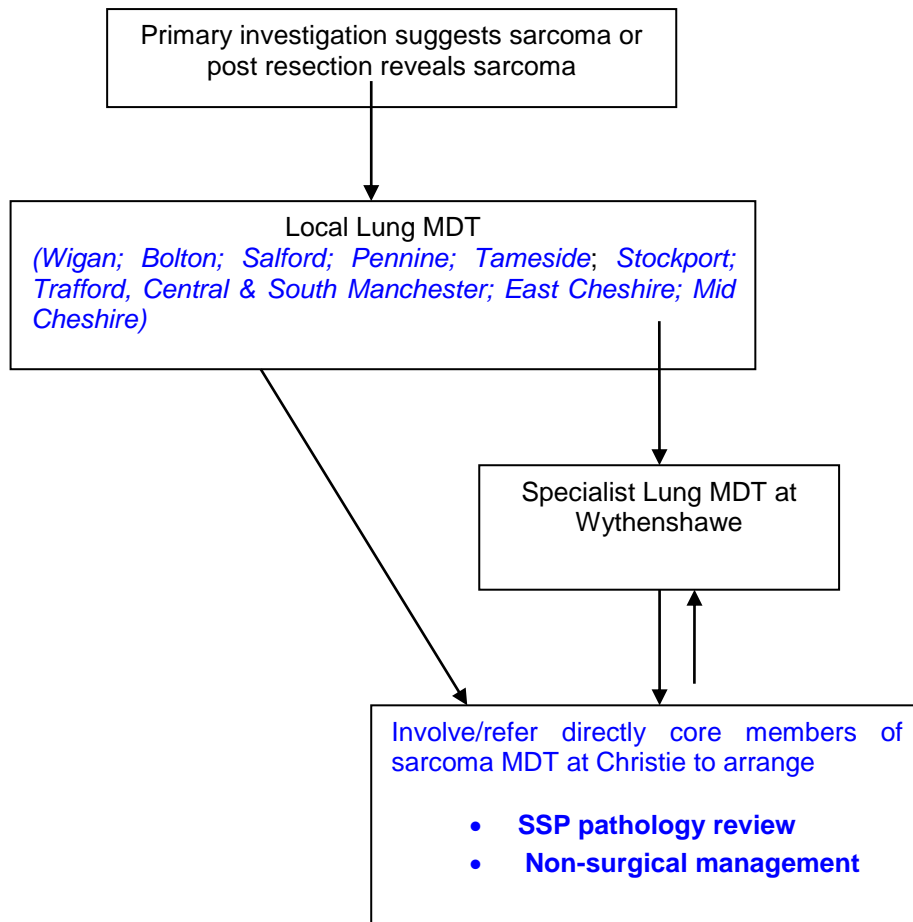 Primary investigation suggests sarcoma or
post resection reveals sarcoma
Local Lung MDT
(Wigan; Bolton; Salford; Pennine; Tameside; Stockport;
Trafford, Central & South Manchester; East Cheshire; Mid
Cheshire)
Specialist Lung MDT at
Wythenshawe
Involve/refer directly core members of
sarcoma MDT at Christie to arrange
• SSP pathology review
• Non-surgical management